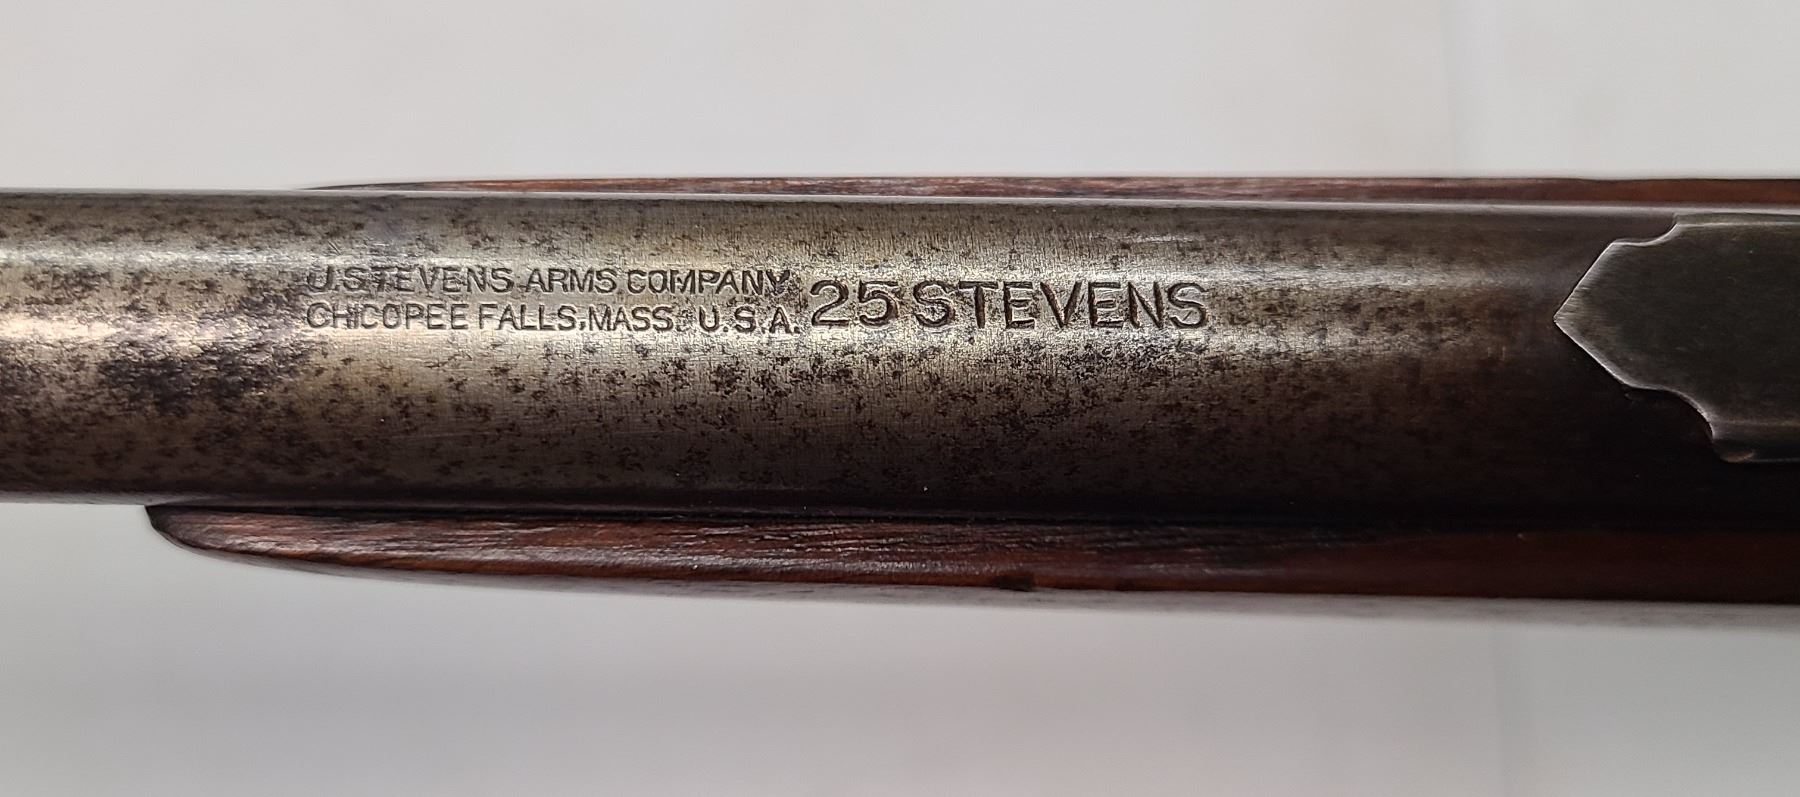 J. STEVENS ARMS COMPANY
CHICOPEE FALLS, MASS. U.S.A.
25 STEVENS